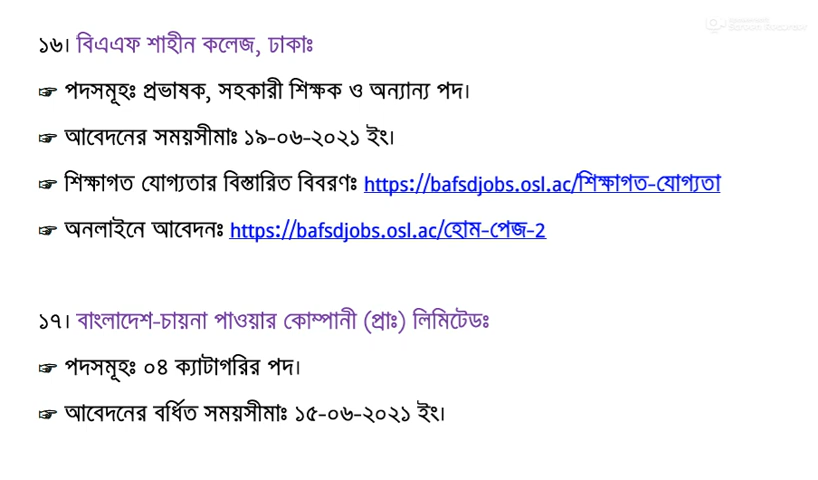 ১৬। বিএএফ শাহীন কলেজ, ঢাকাঃ
☞ পদসমূহঃ প্রভাষক, সহকারী শিক্ষক ও অন্যান্য পদ।
☞ আবেদনের সময়সীমাঃ ১৯-০৬-২০২১ ইং।
☞ শিক্ষাগত যোগ্যতার বিস্তারিত বিবরণঃ https://bafsdjobs.osl.ac/শিক্ষাগত-যোগ্যতা
☞ অনলাইনে আবেদনঃ https://bafsdjobs.osl.ac/হোম-পেজ-2
১৭। বাংলাদেশ-চায়না পাওয়ার কোম্পানী (প্রাঃ) লিমিটেডঃ
☞ পদসমূহঃ ০৪ ক্যাটাগরির পদ।
☞ আবেদনের বর্ধিত সময়সীমাঃ ১৫-০৬-২০২১ ইং।